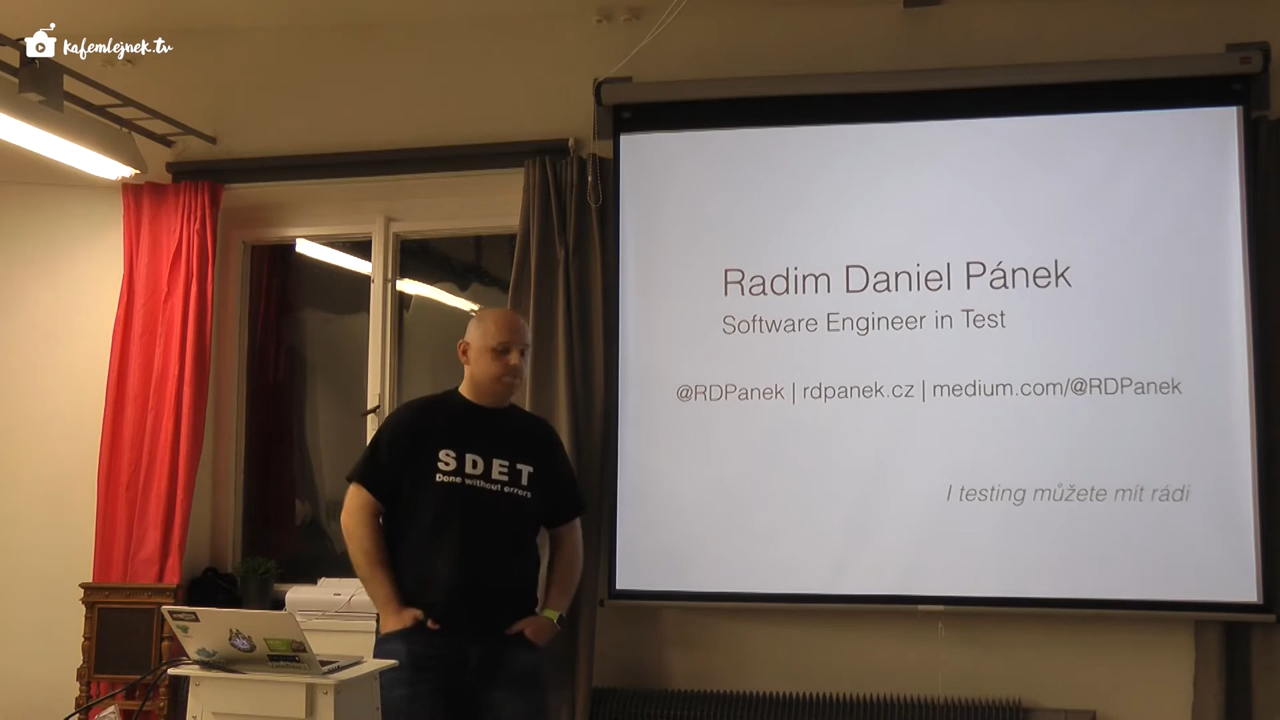 kafemlejnek.tv
Radim Daniel Pánek
Software Engineer in Test
@RDPanek | rdpanek.cz | medium.com/@RDPanek
I testing můžete mít rádi
SDET
Done without errors